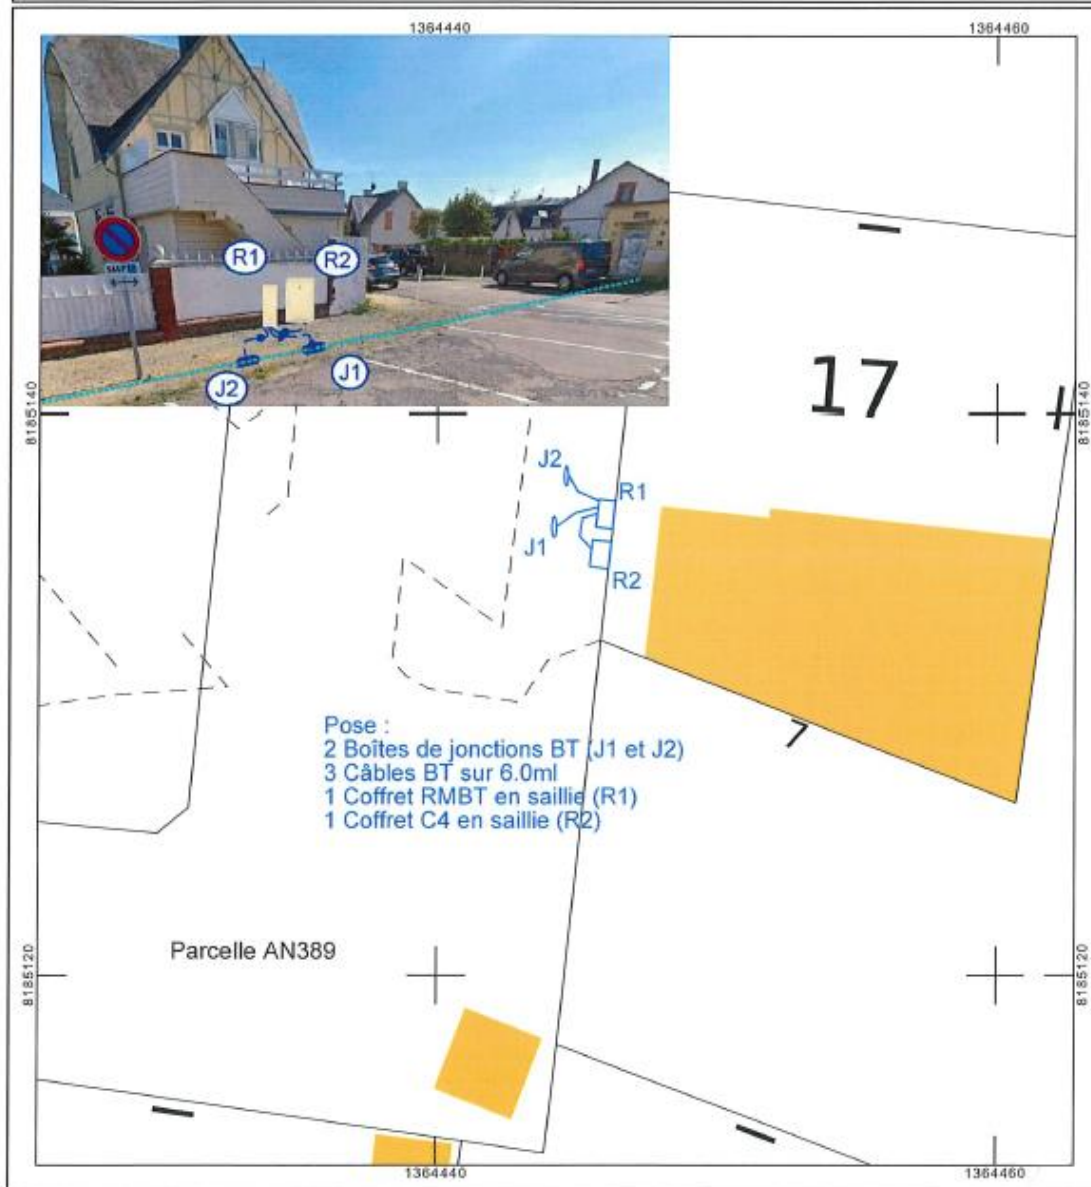 1364440
1364460
SAUF
R1
R2
J2
J1
8185140
17
8185140
J2
R1
J1
R2
7
Pose :
2 Boîtes de jonctions BT (J1 et J2)
3 Câbles BT sur 6.0ml
1 Coffret RMBT en saillie (R1)
1 Coffret C4 en saillie (R2)
Parcelle AN389
8185120
8185120
1364440
1364460